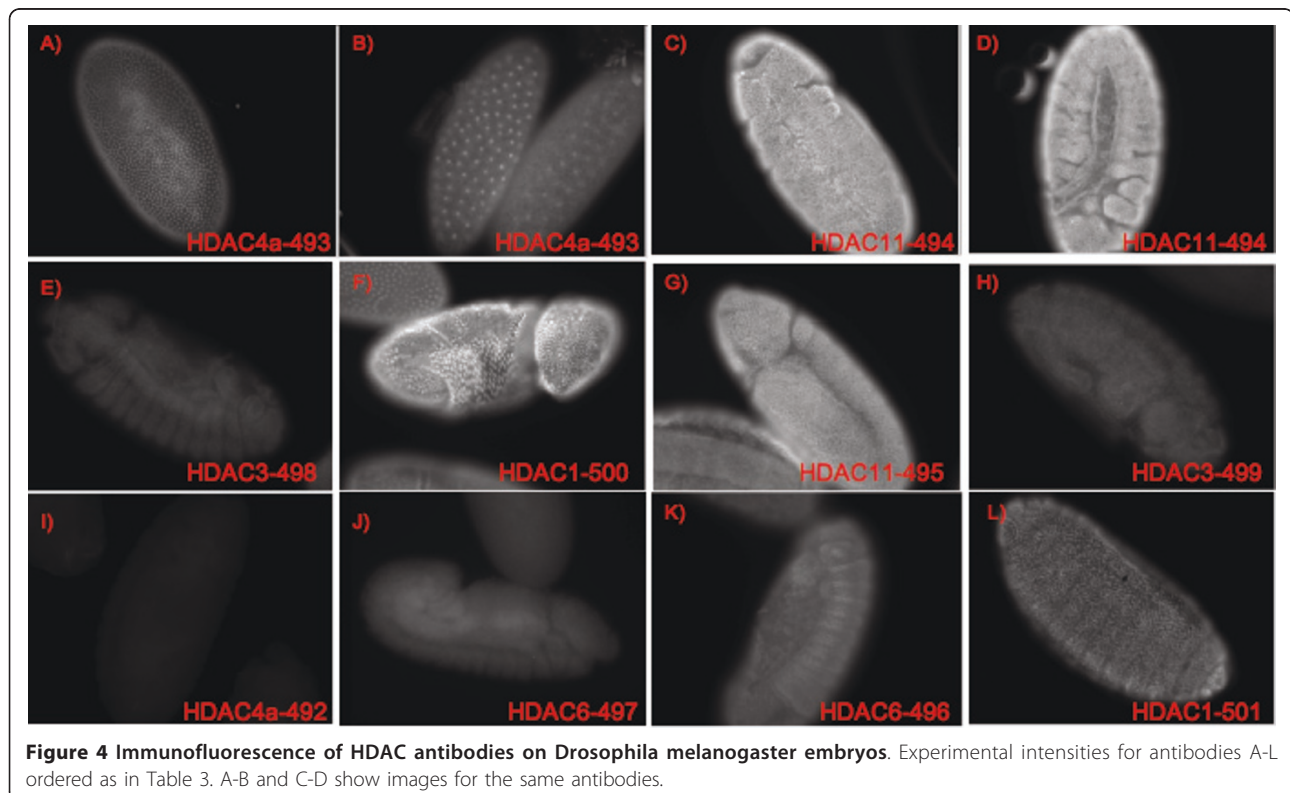 A)
HDAC4a-493
B)
HDAC4a-493
C)
HDAC11-494
D)
HDAC11-494
E)
HDAC3-498
F)
HDAC1-500
G)
HDAC11-495
H)
HDAC3-499
I)
HDAC4a-492
J)
HDAC6-497
K)
HDAC6-496
L)
HDAC1-501
Figure 4 Immunofluorescence of HDAC antibodies on Drosophila melanogaster embryos. Experimental intensities for antibodies A-L
ordered as in Table 3. A-B and C-D show images for the same antibodies.